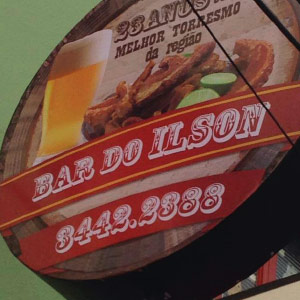 23 ANOS
MELHOR TORRESMO
da região
BAR DO ILSON
3442.2388